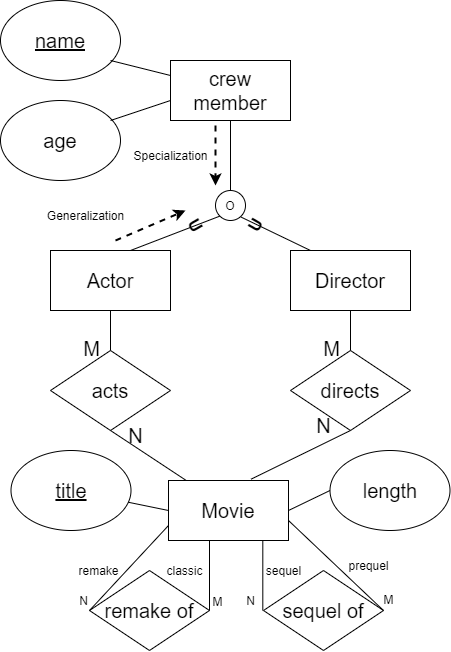 name
crew
member
age
Specialization
O
Generalization
Actor
Director
M
M
acts
directs
N
N
title
Movie
length
remake
classic
sequel
prequel
N
remake of
M
N
sequel of
M